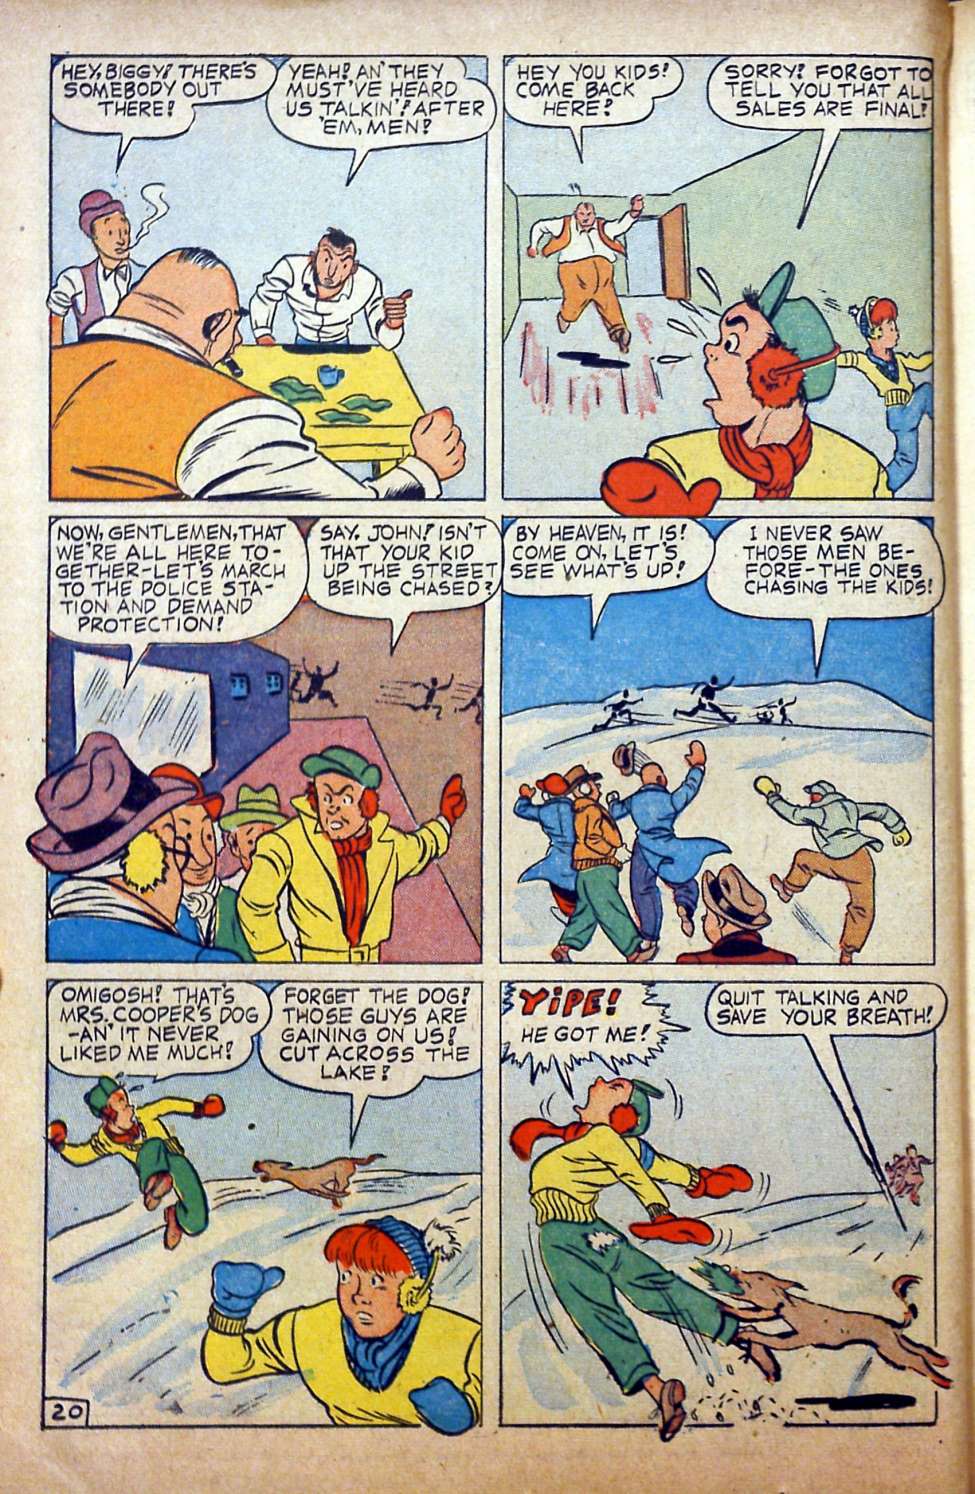 HEY, BIGGY! THERE'S
SOMEBODY OUT
THERE!
YEAH! AN' THEY
MUST'VE HEARD
US TALKIN'! AFTER
'EM, MEN!
HEY YOU KIDS!
COME BACK
HERE!
SORRY! FORGOT TO
TELL YOU THAT ALL
SALES ARE FINAL!
NOW, GENTLEMEN, THAT
WE'RE ALL HERE TO-
GETHER-LET'S MARCH
TO THE POLICE STA-
TION AND DEMAND
PROTECTION!
SAY, JOHN! ISN'T
THAT YOUR KID
UP THE STREET
BEING CHASED?
BY HEAVEN, IT IS!
COME ON, LET'S
SEE WHAT'S UP!
I NEVER SAW
THOSE MEN BE-
FORE-THE ONES
CHASING THE KIDS!
OMIGOSH! THAT'S
MRS. COOPER'S DOG
-AN' IT NEVER
LIKED ME MUCH!
FORGET THE DOG!
THOSE GUYS ARE
GAINING ON US!
CUT ACROSS THE
LAKE!
YIPE!
HE GOT ME!
QUIT TALKING AND
SAVE YOUR BREATH!
20